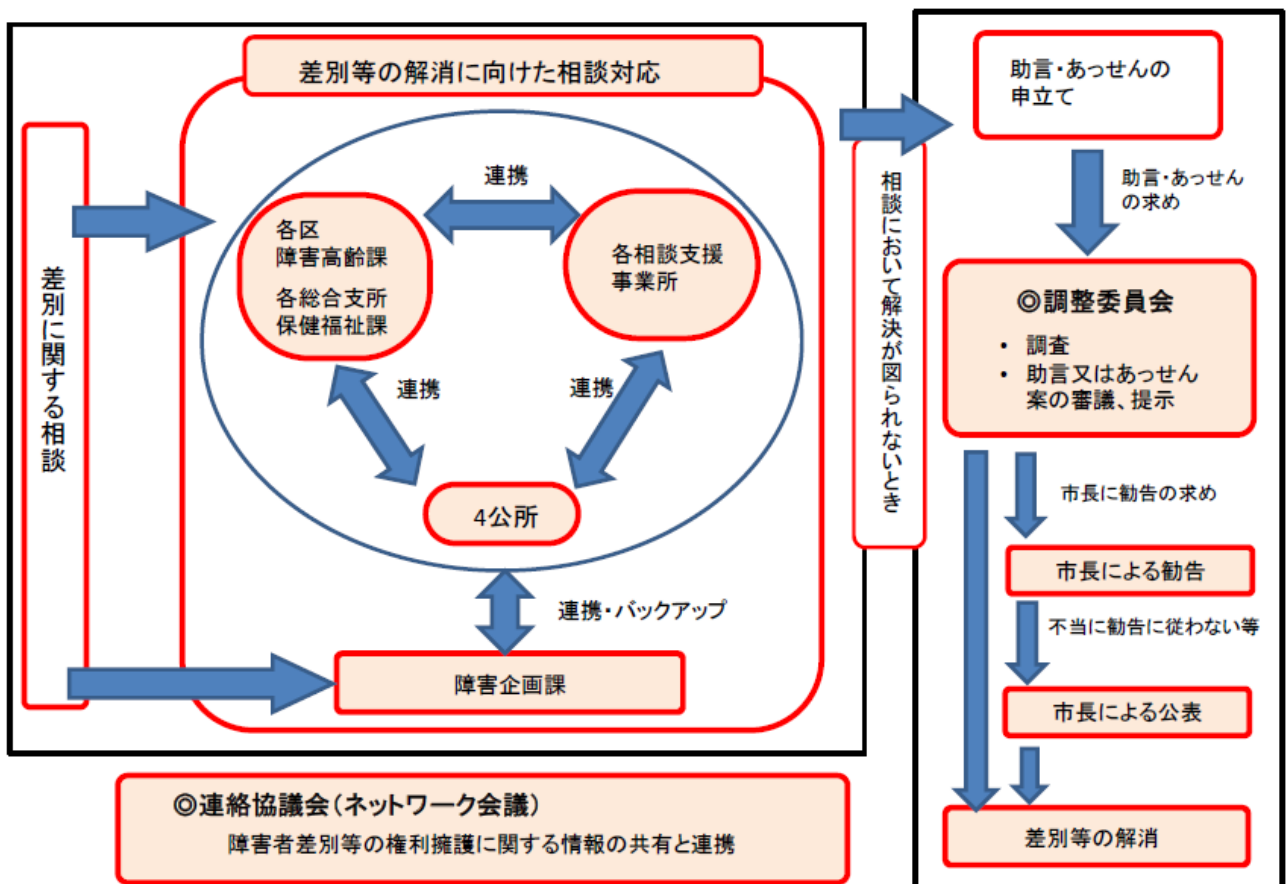 差別等の解消に向けた相談対応
差別に関する相談
各区
障害高齢課
各総合支所
保健福祉課
連携
各相談支援
事業所
連携
連携
4公所
連携・バックアップ
障害企画課
相談において解決が図られないとき
助言・あっせんの
申立て
助言・あっせん
の求め
◎調整委員会
・ 調査
・ 助言又はあっせん
案の審議、提示
市長に勧告の求め
市長による勧告
不当に勧告に従わない等
市長による公表
差別等の解消
◎連絡協議会(ネットワーク会議)
障害者差別等の権利擁護に関する情報の共有と連携